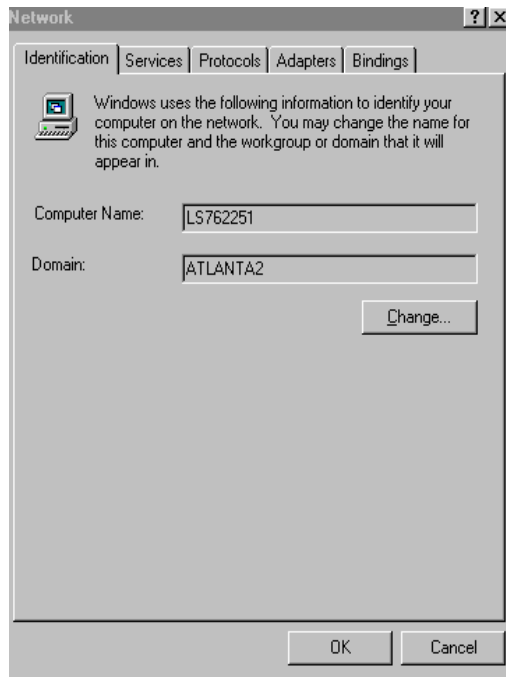 Network
Identification Services Protocols Adapters Bindings
Windows uses the following information to identify your
computer on the network. You may change the name for
this computer and the workgroup or domain that it will
appear in.
Computer Name: LS762251
Domain: ATLANTA2
Change...
OK Cancel